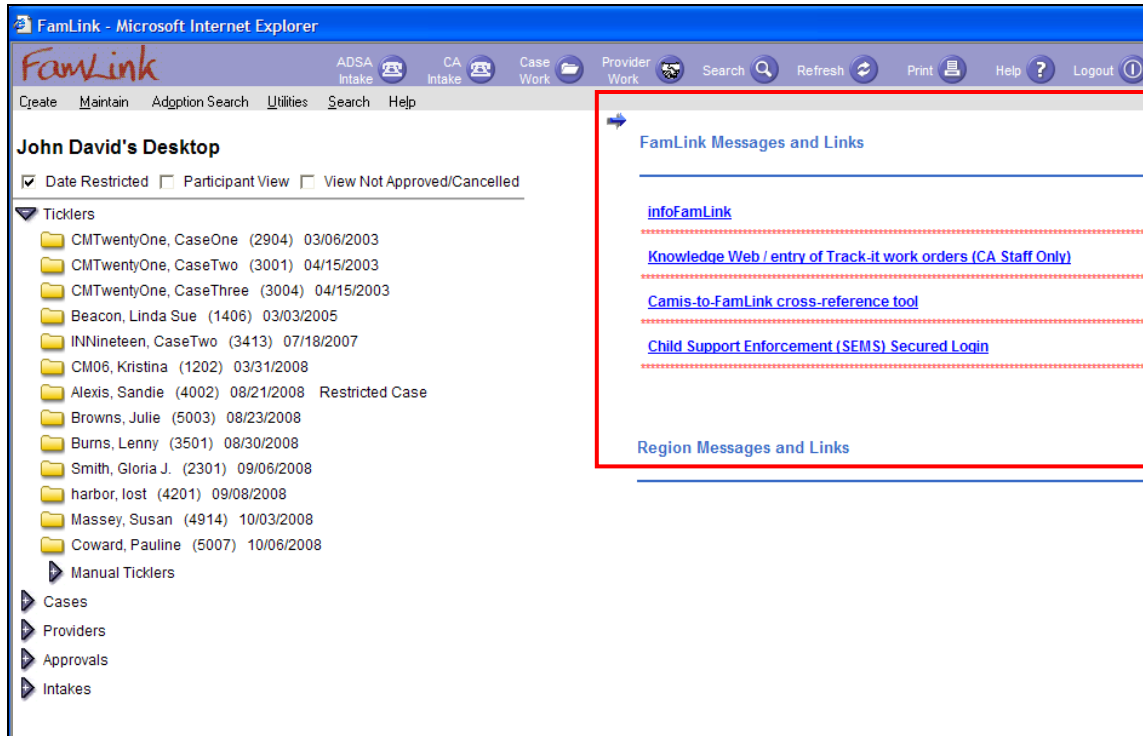 FamLink - Microsoft Internet Explorer
FamLink
ADSA Intake
CA Intake
Case Work
Provider Work
Search
Refresh
Print
Help
Logout
Create Maintain Adoption Search Utilities Search Help
John David's Desktop
Date Restricted Participant View View Not Approved/Cancelled
Ticklers
CMTwentyOne, CaseOne (2904) 03/06/2003
CMTwentyOne, CaseTwo (3001) 04/15/2003
CMTwentyOne, CaseThree (3004) 04/15/2003
Beacon, Linda Sue (1406) 03/03/2005
INNineteen, CaseTwo (3413) 07/18/2007
CM06, Kristina (1202) 03/31/2008
Alexis, Sandie (4002) 08/21/2008 Restricted Case
Browns, Julie (5003) 08/23/2008
Burns, Lenny (3501) 08/30/2008
Smith, Gloria J. (2301) 09/06/2008
harbor, lost (4201) 09/08/2008
Massey, Susan (4914) 10/03/2008
Coward, Pauline (5007) 10/06/2008
Manual Ticklers
Cases
Providers
Approvals
Intakes
FamLink Messages and Links
infoFamLink
Knowledge Web / entry of Track-it work orders (CA Staff Only)
Camis-to-FamLink cross-reference tool
Child Support Enforcement (SEMS) Secured Login
Region Messages and Links